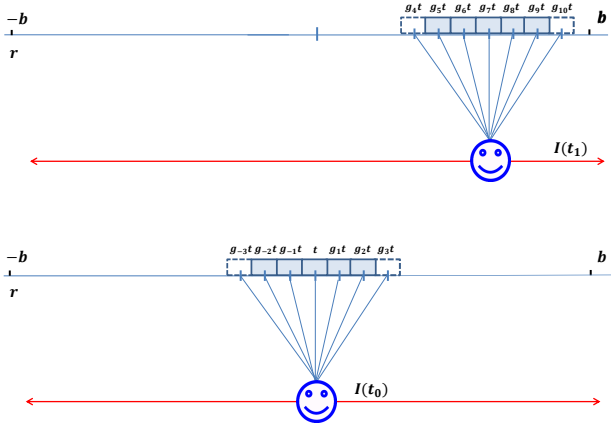 g₄t g₅t g₆t g₇t g₈t g₉t g₁₀t
−b b
r
I(t₁)
g₋₃t g₋₂t g₋₁t t g₁t g₂t g₃t
−b b
r
I(t₀)